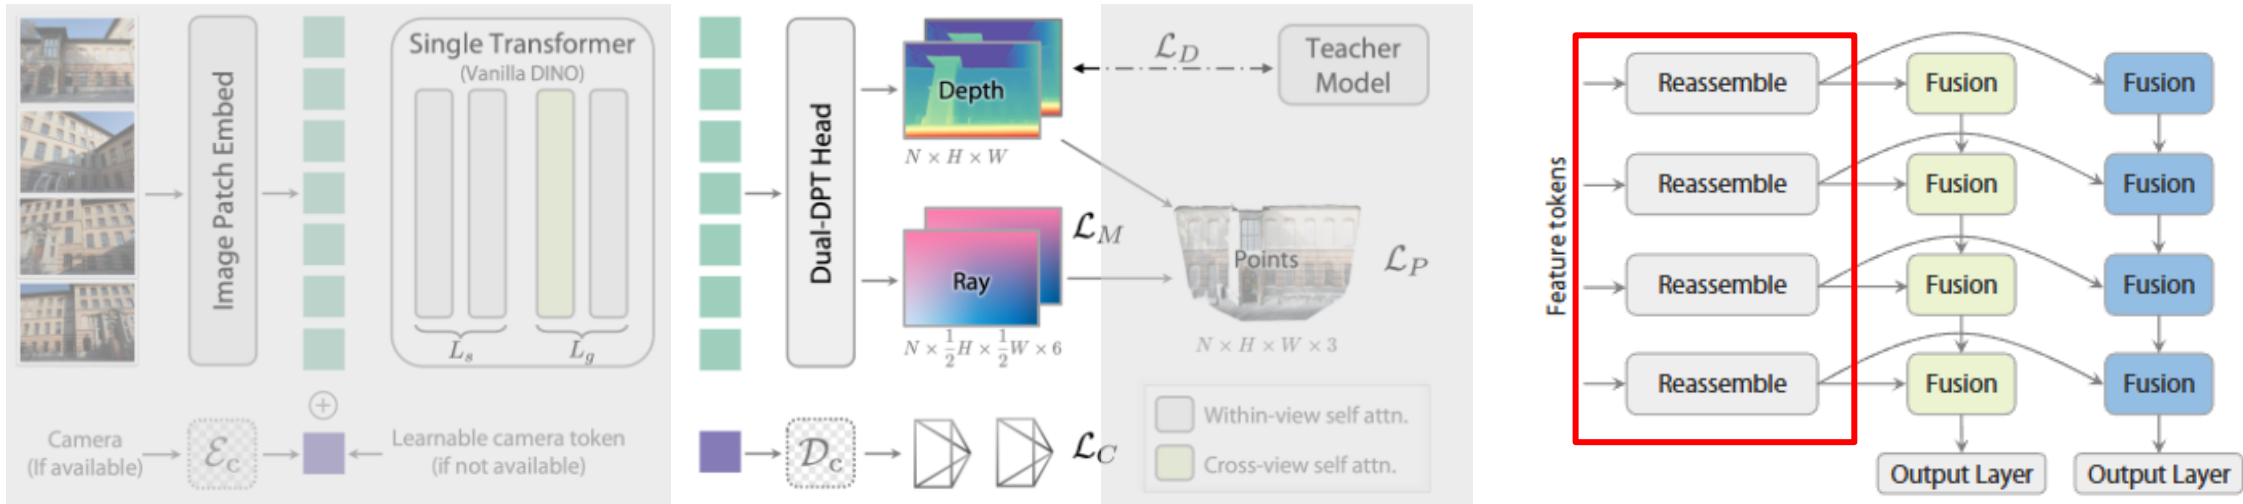 Image Patch Embed
Single Transformer
(Vanilla DINO)
L_s
L_g
Camera
(If available)
ℰ_c
+
Learnable camera token
(if not available)
Dual-DPT Head
Depth
N × H × W
Ray
N × 1/2 H × 1/2 W × 6
ℒ_M
𝒟_c
ℒ_C
ℒ_D
Teacher
Model
Points
ℒ_P
N × H × W × 3
Within-view self attn.
Cross-view self attn.
Feature tokens
Reassemble
Fusion
Fusion
Reassemble
Fusion
Fusion
Reassemble
Fusion
Fusion
Reassemble
Fusion
Fusion
Output Layer
Output Layer